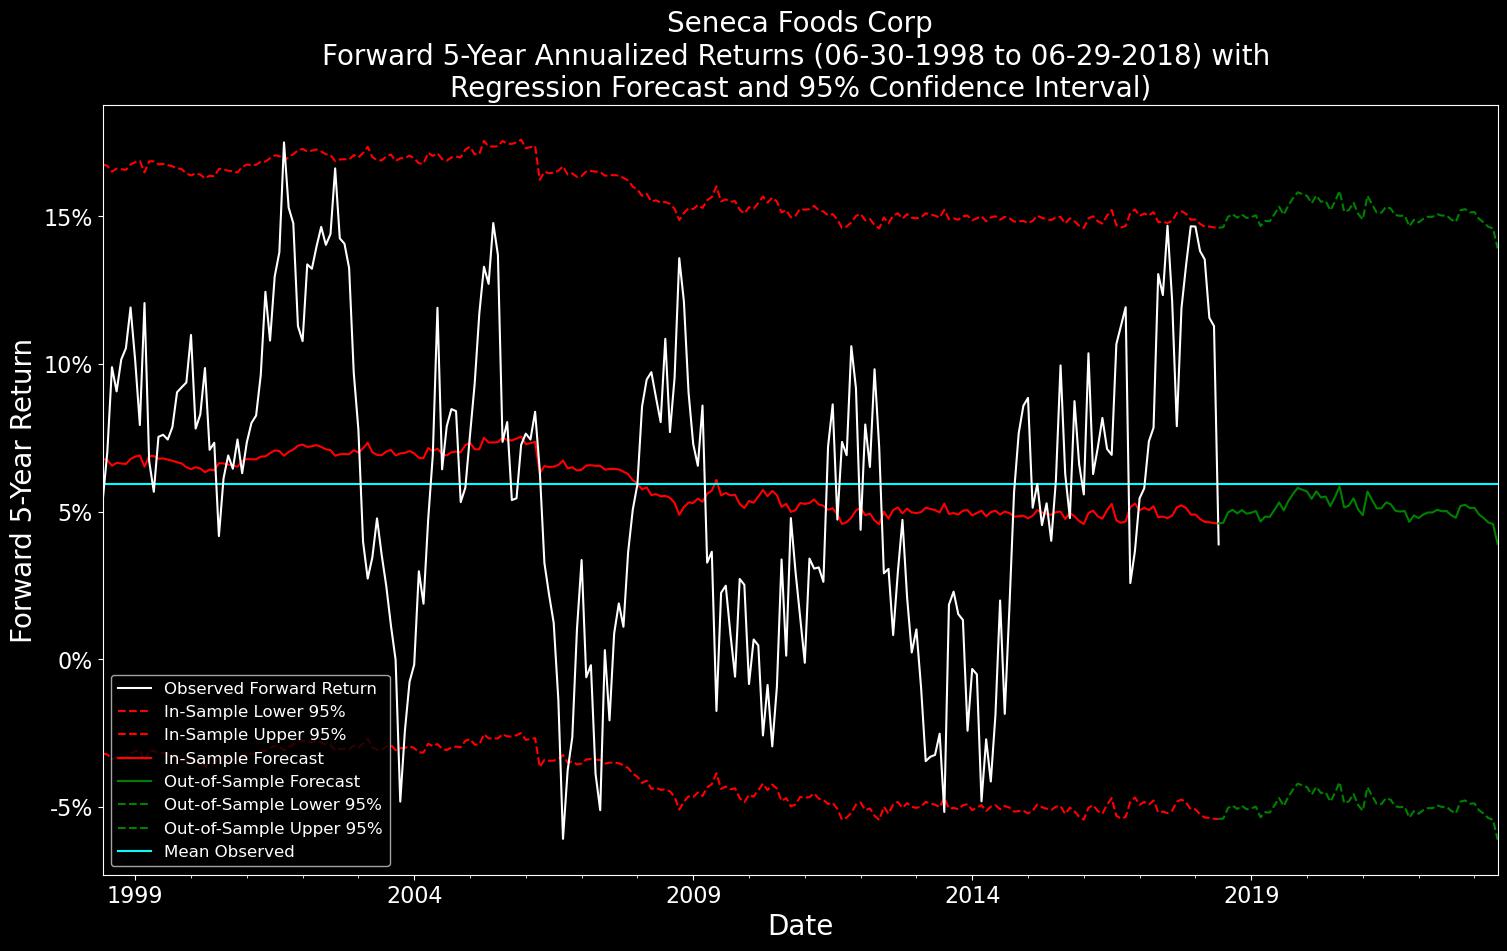 Seneca Foods Corp
Forward 5-Year Annualized Returns (06-30-1998 to 06-29-2018) with
Regression Forecast and 95% Confidence Interval)
Forward 5-Year Return
15%
10%
5%
0%
-5%
Observed Forward Return
In-Sample Lower 95%
In-Sample Upper 95%
In-Sample Forecast
Out-of-Sample Forecast
Out-of-Sample Lower 95%
Out-of-Sample Upper 95%
Mean Observed
1999 2004 2009 2014 2019
Date